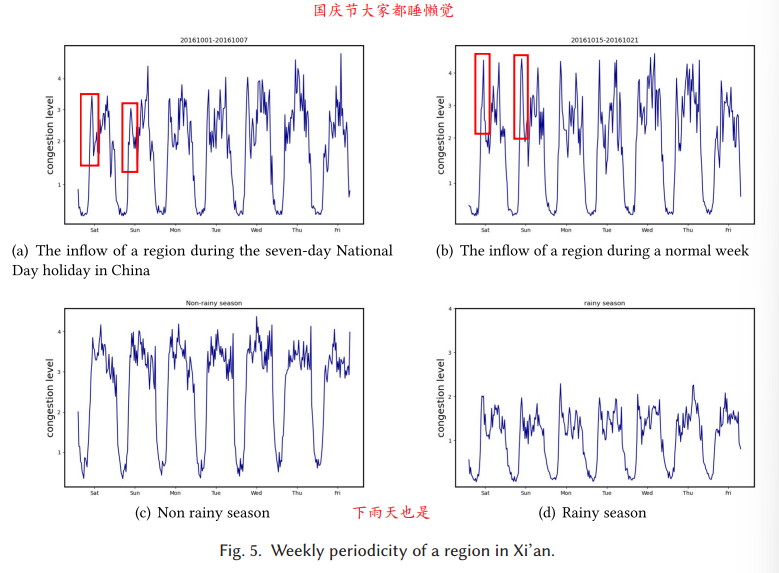 国庆节大家都睡懒觉
20161001-20161007
congestion level
4
3
2
1
Sat Sun Mon Tue Wed Thu Fri
(a) The inflow of a region during the seven-day National
Day holiday in China
20161015-20161021
congestion level
4
3
2
1
Sat Sun Mon Tue Wed Thu Fri
(b) The inflow of a region during a normal week
Non-rainy season
congestion level
4
3
2
1
Sat Sun Mon Tue Wed Thu Fri
(c) Non rainy season
下雨天也是
rainy season
congestion level
4
3
2
1
Sat Sun Mon Tue Wed Thu Fri
(d) Rainy season
Fig. 5. Weekly periodicity of a region in Xi'an.